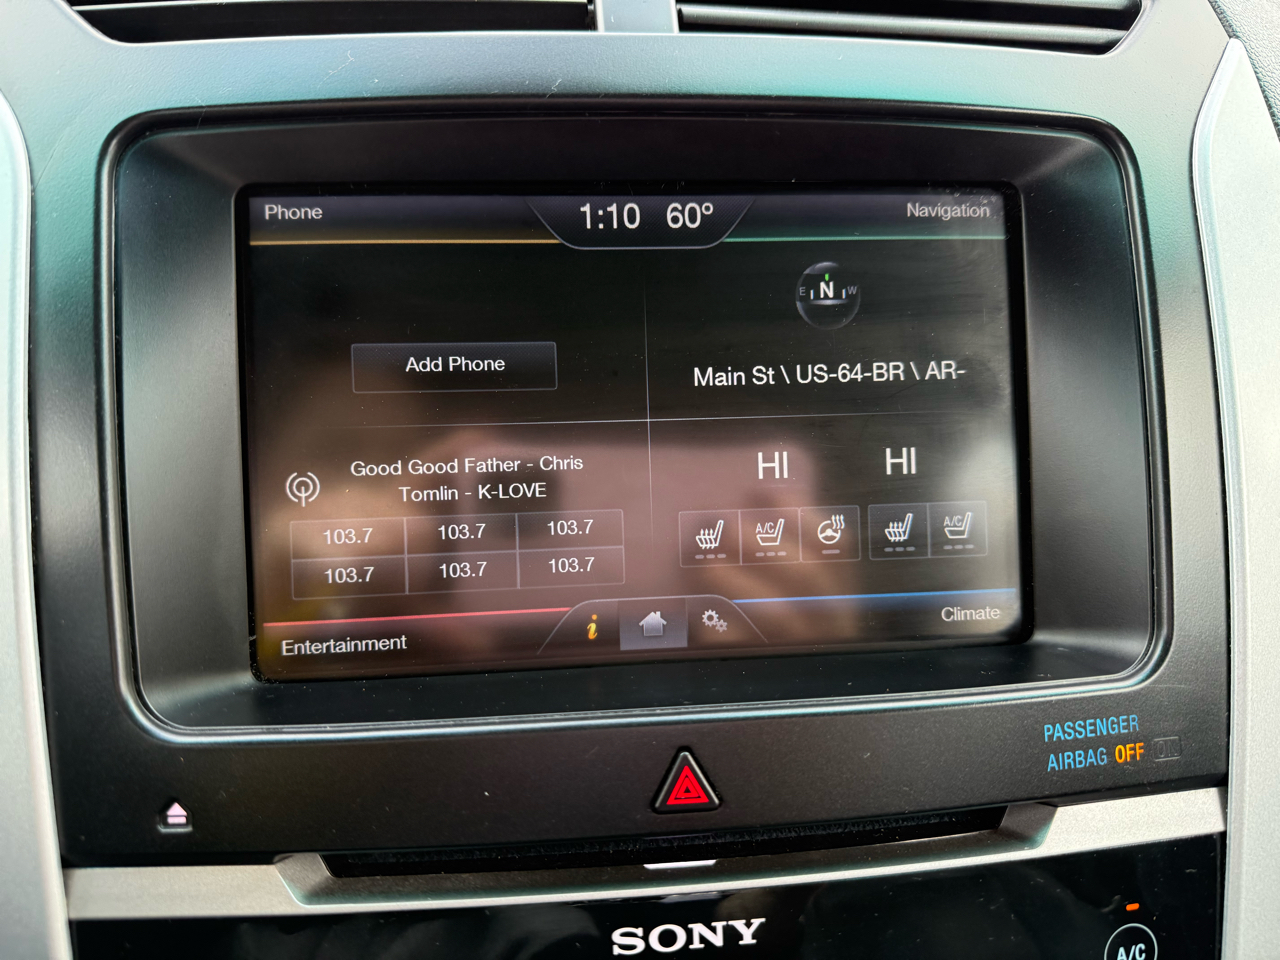 Phone
1:10 60º
Navigation
E N W
Add Phone
Main St \ US-64-BR \ AR-
Good Good Father - Chris
Tomlin - K-LOVE
103.7 103.7 103.7
103.7 103.7 103.7
HI HI
A/C A/C
Entertainment
i
Climate
PASSENGER
AIRBAG OFF ON
SONY
A/C